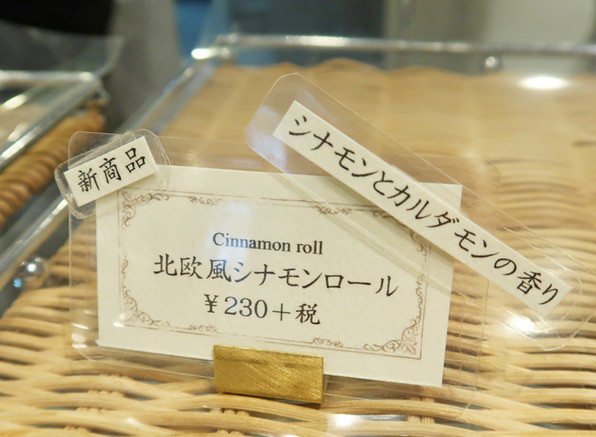 新商品
シナモンとカルダモンの香り
Cinnamon roll
北欧風シナモンロール
¥230+税